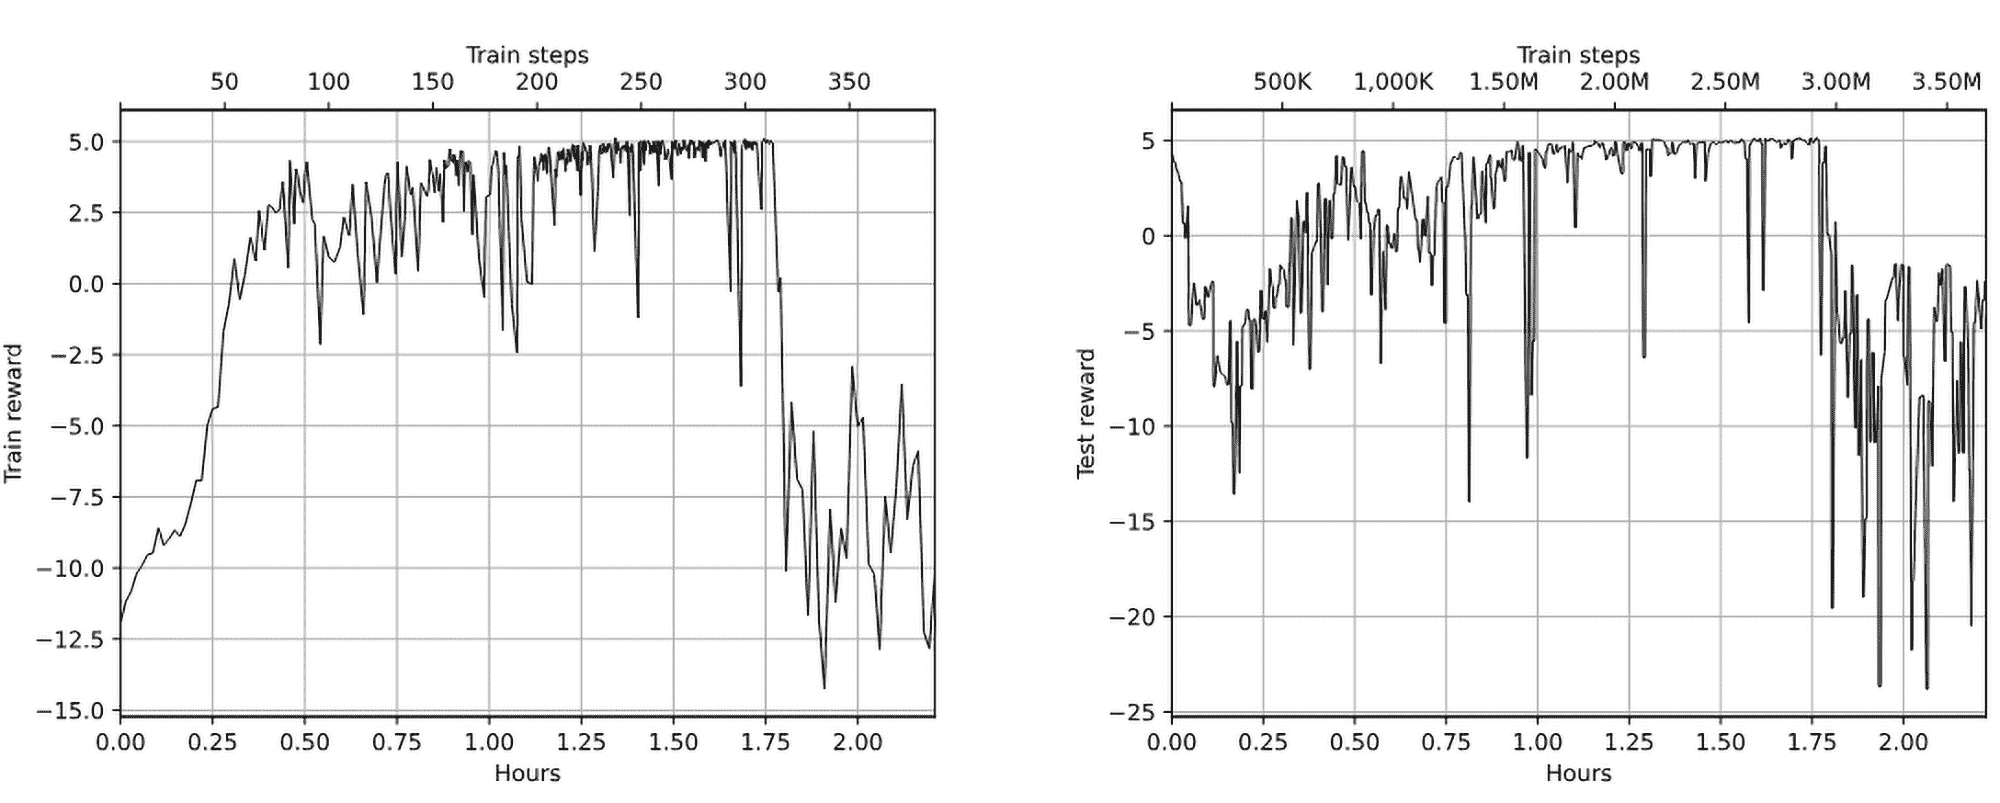 Train steps
50 100 150 200 250 300 350
5.0
2.5
0.0
−2.5
−5.0
−7.5
−10.0
−12.5
−15.0
Train reward
0.00 0.25 0.50 0.75 1.00 1.25 1.50 1.75 2.00
Hours
Train steps
500K 1,000K 1.50M 2.00M 2.50M 3.00M 3.50M
5
0
−5
−10
−15
−20
−25
Test reward
0.00 0.25 0.50 0.75 1.00 1.25 1.50 1.75 2.00
Hours